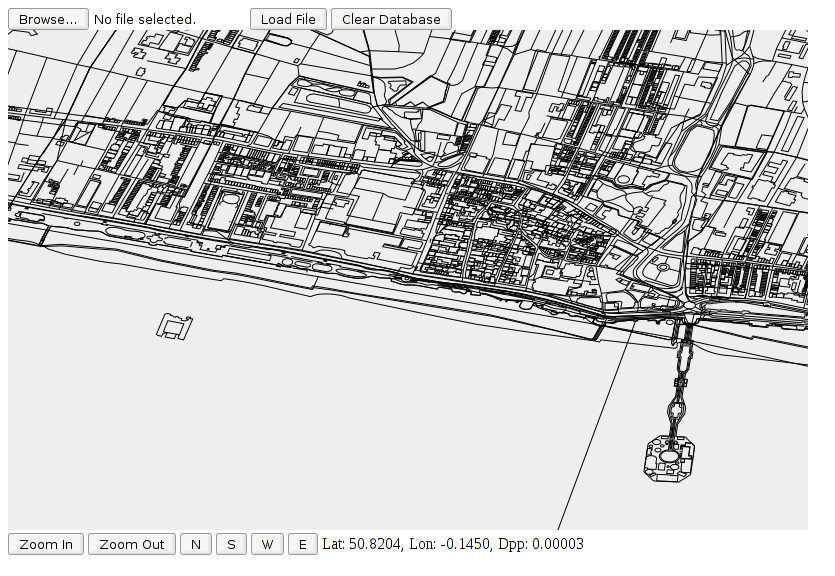 Browse... No file selected. Load File Clear Database
Zoom In Zoom Out N S W E Lat: 50.8204, Lon: -0.1450, Dpp: 0.00003